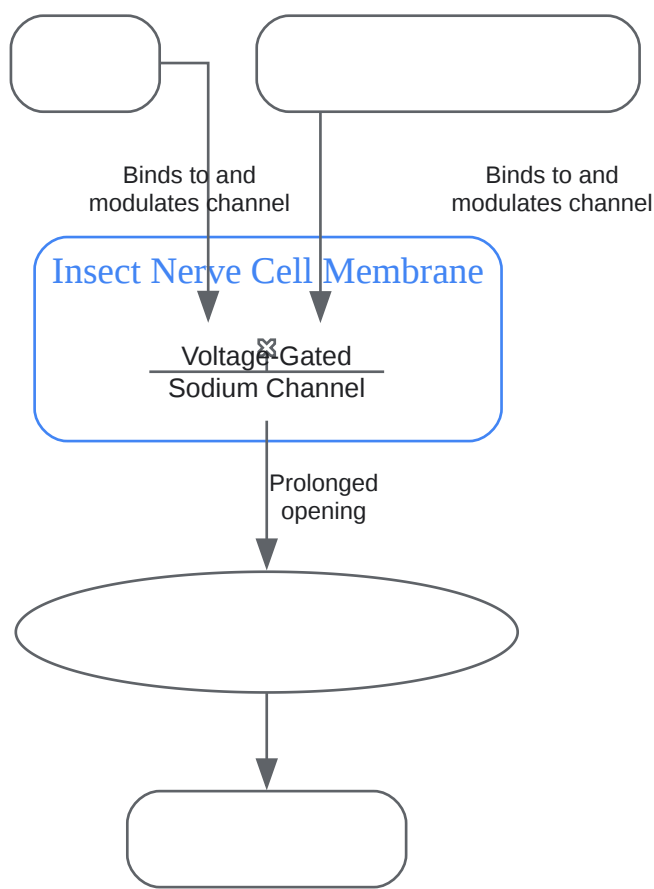 Binds to and
modulates channel
Binds to and
modulates channel
Insect Nerve Cell Membrane
Voltage-Gated
Sodium Channel
Prolonged
opening